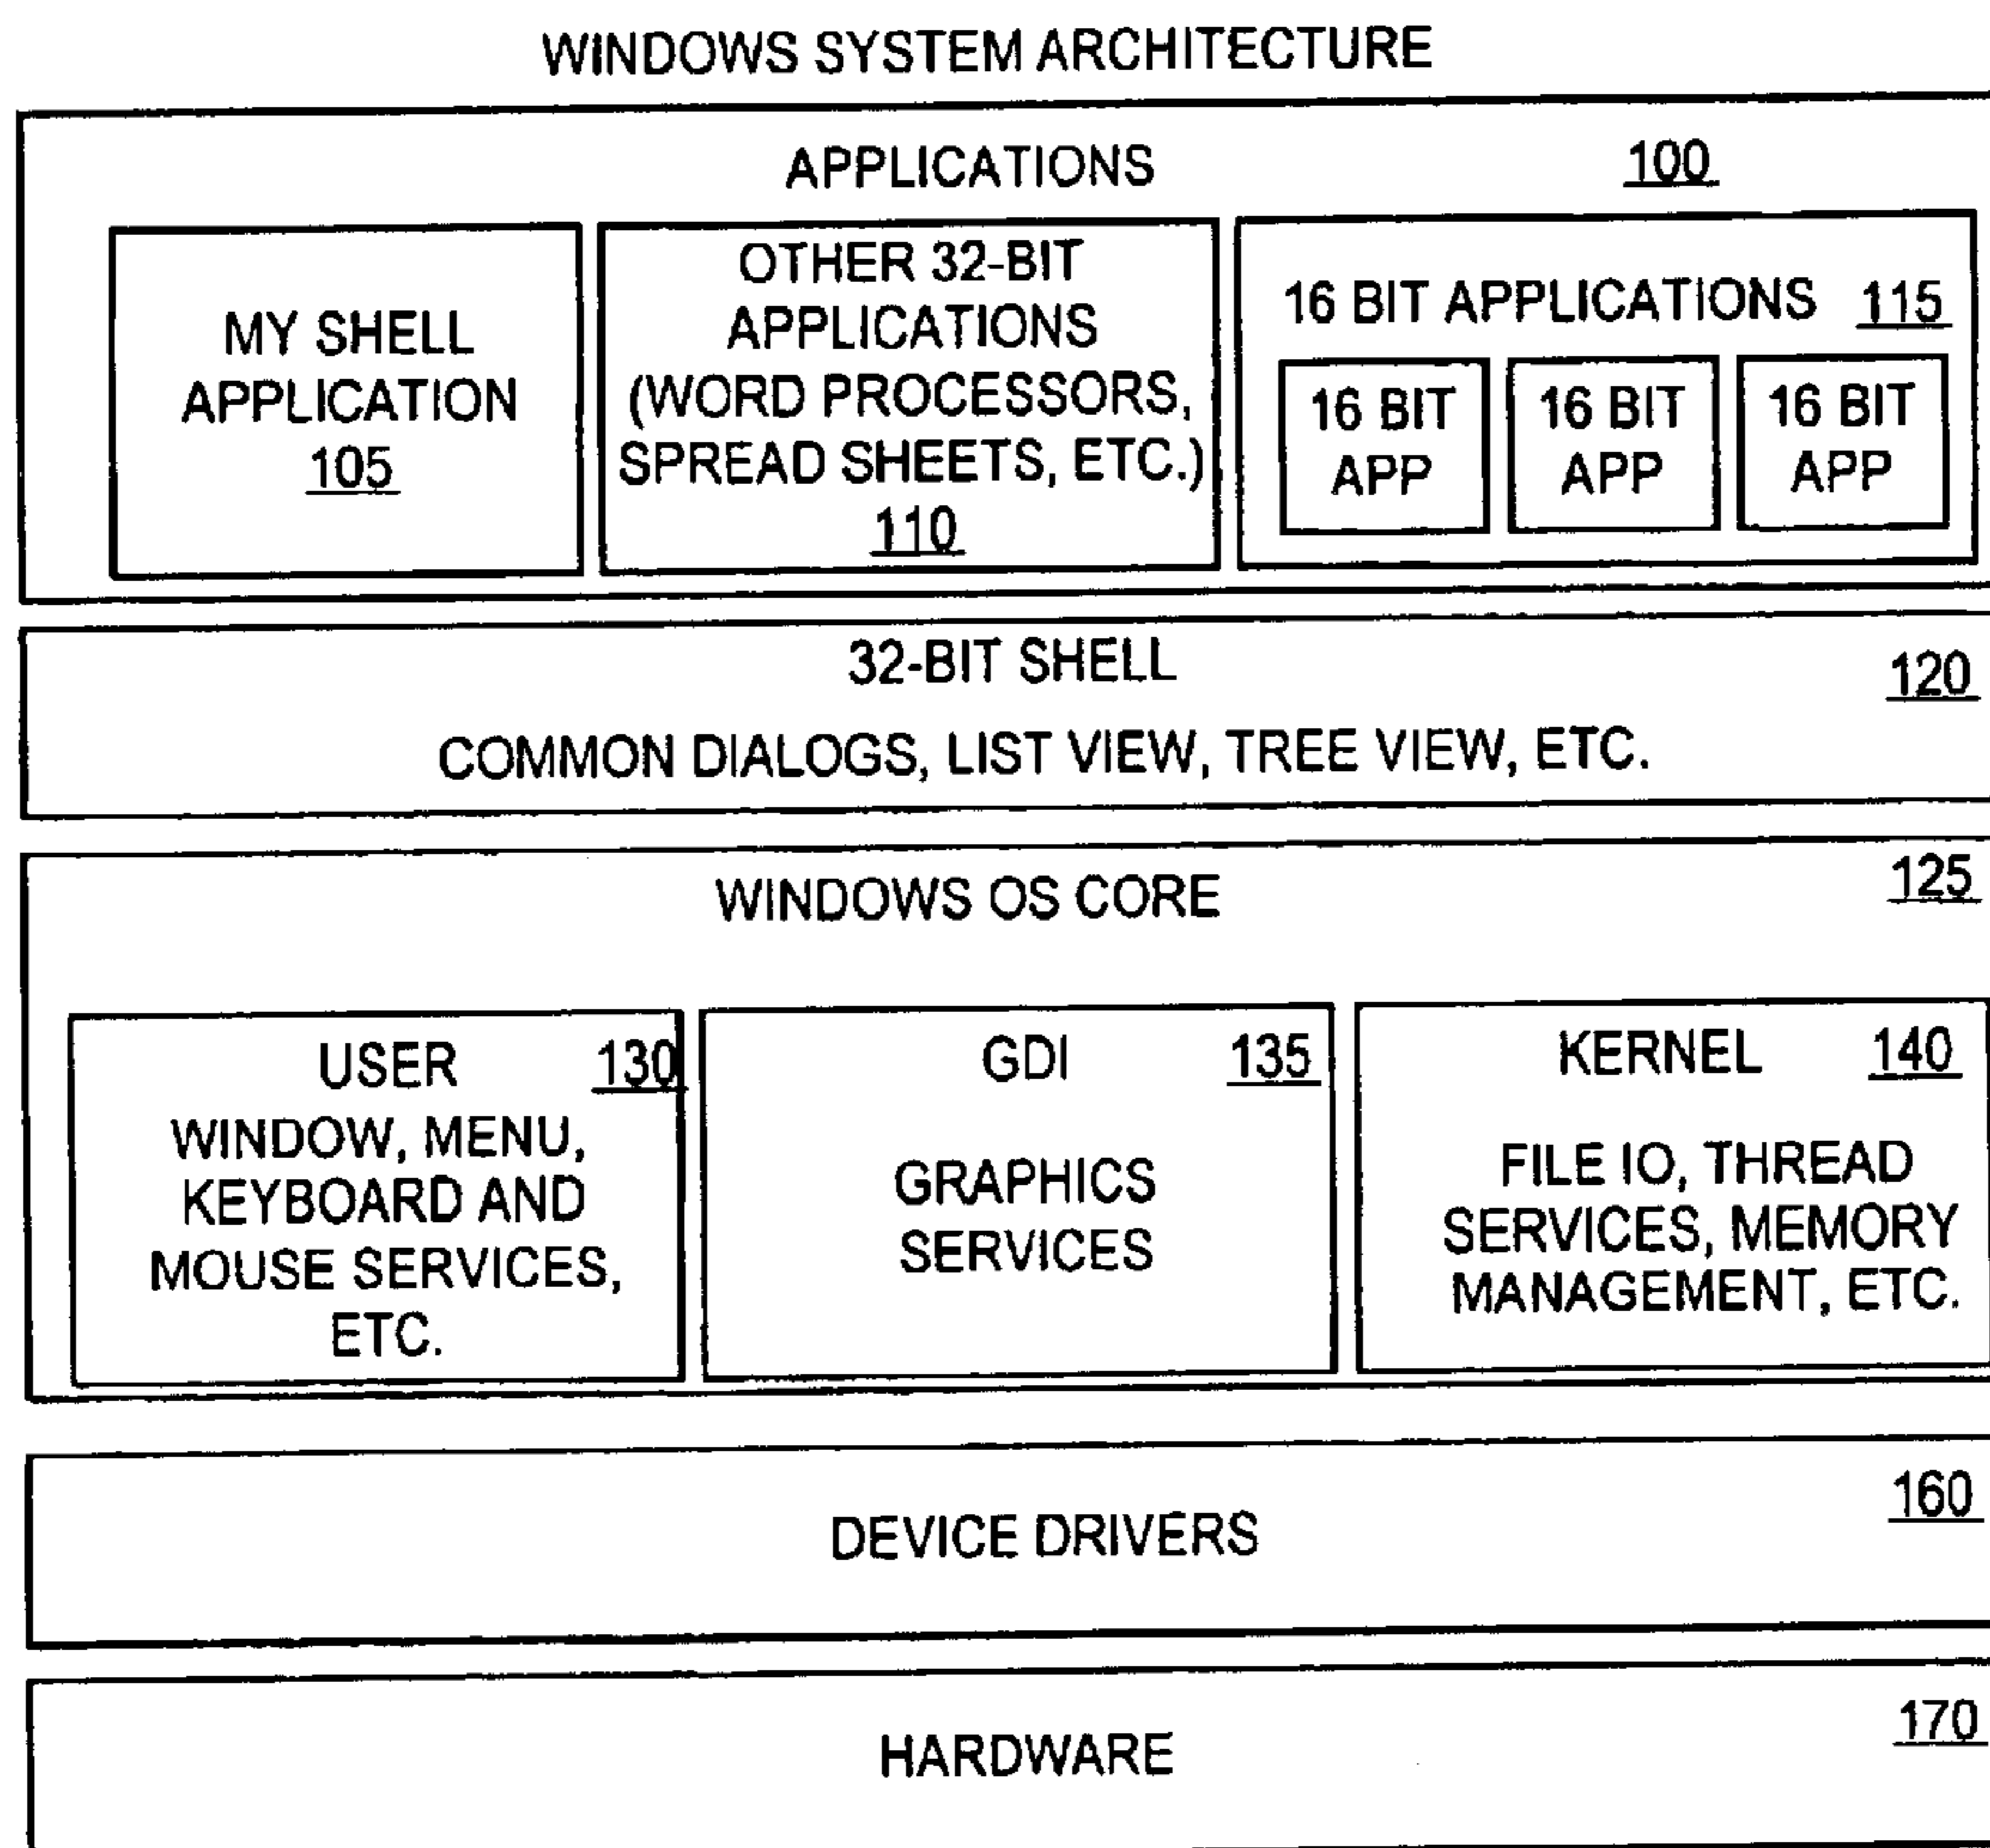 WINDOWS SYSTEM ARCHITECTURE
APPLICATIONS 100
MY SHELL
APPLICATION
105
OTHER 32-BIT
APPLICATIONS
(WORD PROCESSORS,
SPREAD SHEETS, ETC.)
110
16 BIT APPLICATIONS 115
16 BIT
APP
16 BIT
APP
16 BIT
APP
32-BIT SHELL 120
COMMON DIALOGS, LIST VIEW, TREE VIEW, ETC.
WINDOWS OS CORE 125
USER 130
WINDOW, MENU,
KEYBOARD AND
MOUSE SERVICES,
ETC.
GDI 135
GRAPHICS
SERVICES
KERNEL 140
FILE IO, THREAD
SERVICES, MEMORY
MANAGEMENT, ETC.
DEVICE DRIVERS 160
HARDWARE 170